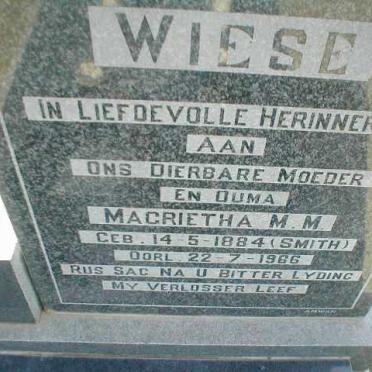 WIESE
IN LIEFDEVOLLE HERINNER
AAN
ONS DIERBARE MOEDER
EN OUMA
MAGRIETHA M.M.
GEB. 14-5-1884 (SMITH)
OORL. 22-7-1966
RUS SAG NA U BITTER LYDING
MY VERLOSSER LEEF